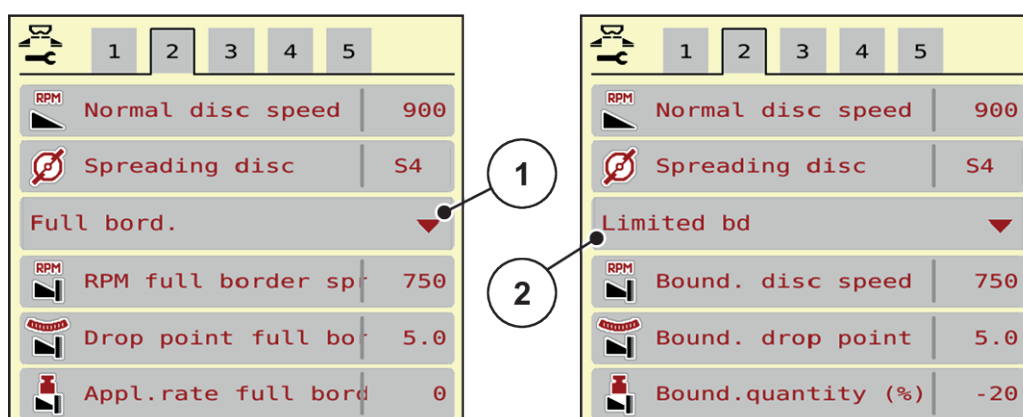 1 2 3 4 5
RPM Normal disc speed 900
Spreading disc S4
Full bord.
RPM RPM full border spr 750
Drop point full bor 5.0
Appl.rate full bord 0
1
2
1 2 3 4 5
RPM Normal disc speed 900
Spreading disc S4
Limited bd
RPM Bound. disc speed 750
Bound. drop point 5.0
Bound.quantity (%) -20